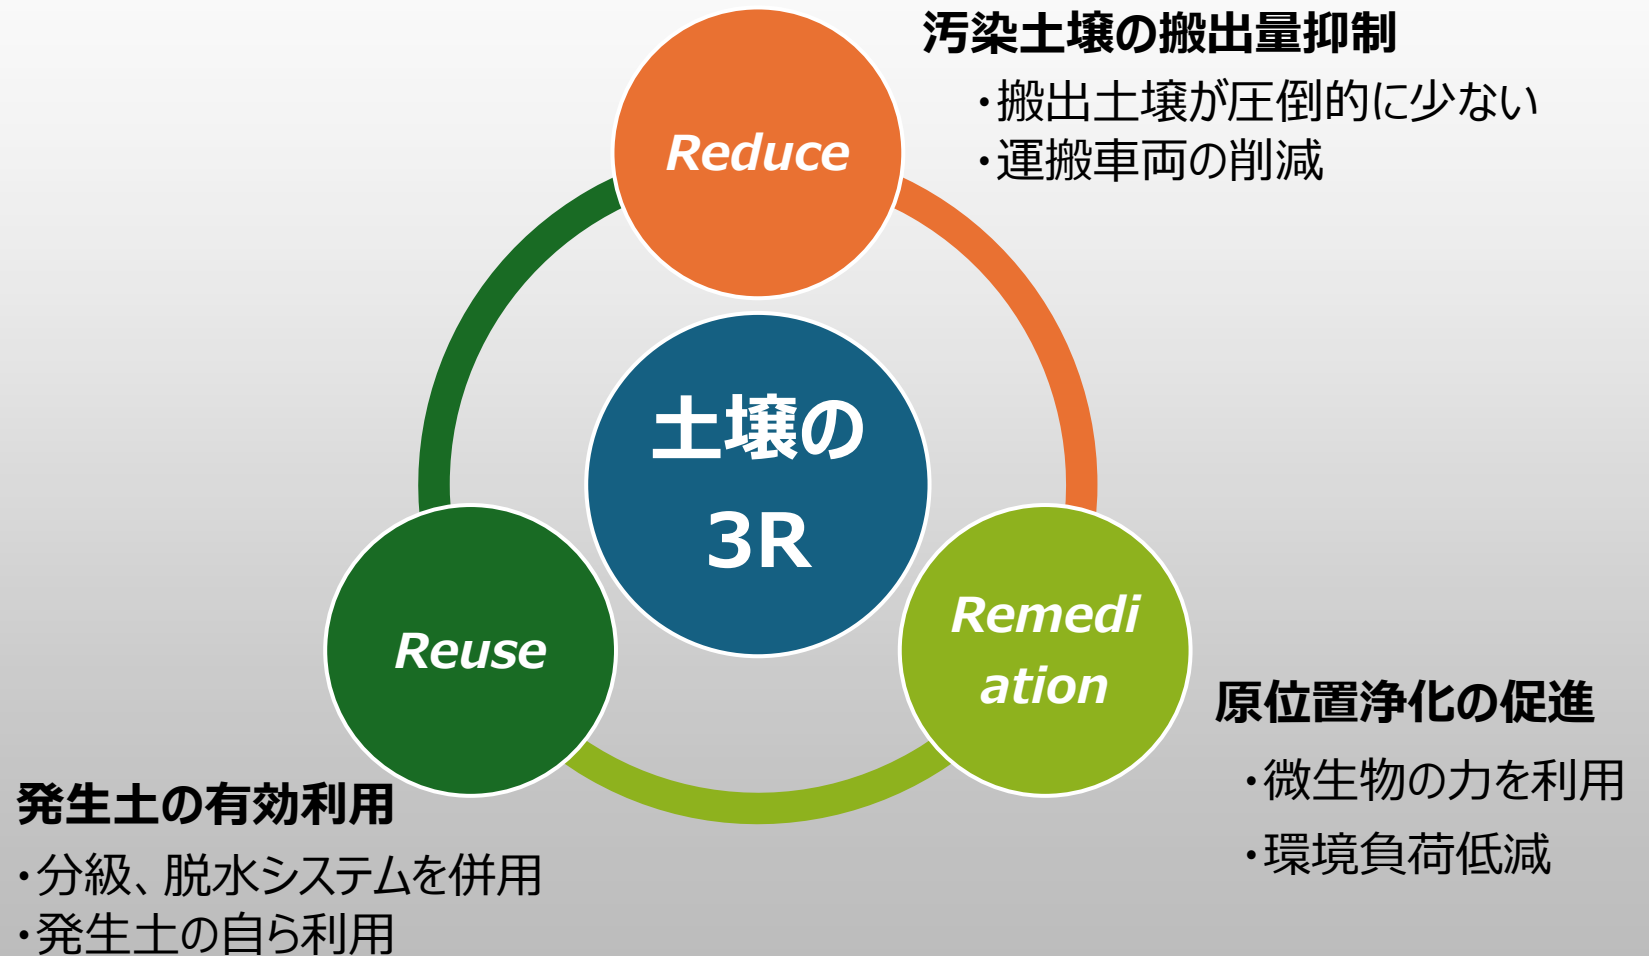 汚染土壌の搬出量抑制
・搬出土壌が圧倒的に少ない
・運搬車両の削減
Reduce
土壌の
3R
Remedi
ation
原位置浄化の促進
・微生物の力を利用
・環境負荷低減
Reuse
発生土の有効利用
・分級、脱水システムを併用
・発生土の自ら利用